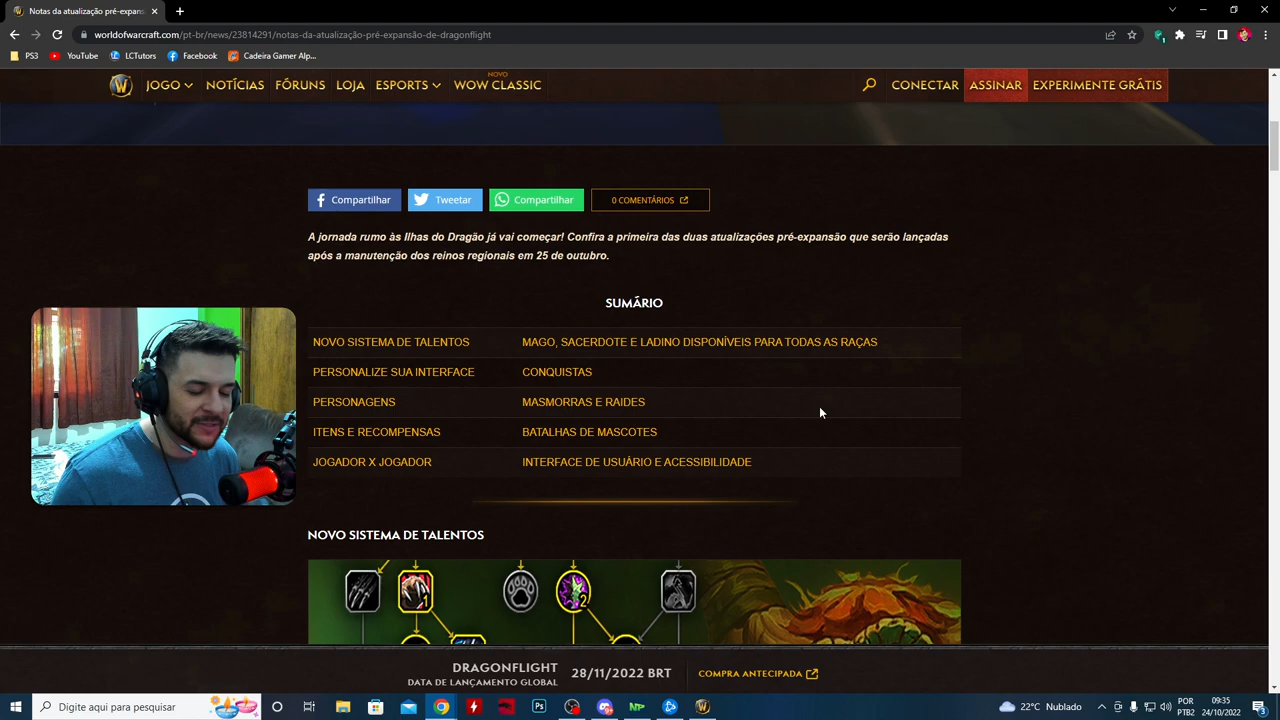 Notas da atualização pré-expans
worldofwarcraft.com/pt-br/news/23814291/notas-da-atualização-pré-expansão-de-dragonflight
PS3
YouTube
LCTutors
Facebook
Cadeira Gamer Alp...
JOGO
NOTÍCIAS
FÓRUNS
LOJA
ESPORTS
NOVO
WOW CLASSIC
CONECTAR
ASSINAR
EXPERIMENTE GRÁTIS
Compartilhar
Tweetar
Compartilhar
0 COMENTÁRIOS
A jornada rumo às Ilhas do Dragão já vai começar! Confira a primeira das duas atualizações pré-expansão que serão lançadas
após a manutenção dos reinos regionais em 25 de outubro.
SUMÁRIO
NOVO SISTEMA DE TALENTOS
MAGO, SACERDOTE E LADINO DISPONÍVEIS PARA TODAS AS RAÇAS
PERSONALIZE SUA INTERFACE
CONQUISTAS
PERSONAGENS
MASMORRAS E RAIDES
ITENS E RECOMPENSAS
BATALHAS DE MASCOTES
JOGADOR X JOGADOR
INTERFACE DE USUÁRIO E ACESSIBILIDADE
NOVO SISTEMA DE TALENTOS
1
2
DRAGONFLIGHT
DATA DE LANÇAMENTO GLOBAL
28/11/2022 BRT
COMPRA ANTECIPADA
Digite aqui para pesquisar
22°C Nublado
POR
PTB2
09:35
24/10/2022
3